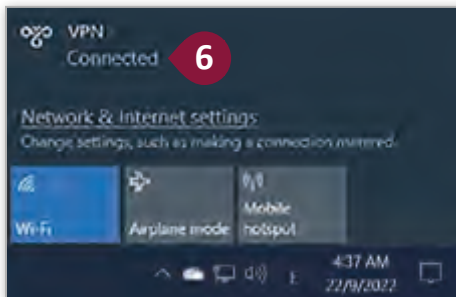 VPN
Connected
6
Network & Internet settings
Change settings, such as making a connection metered.
Wi-Fi
Airplane mode
Mobile hotspot
4:37 AM
22/9/2022